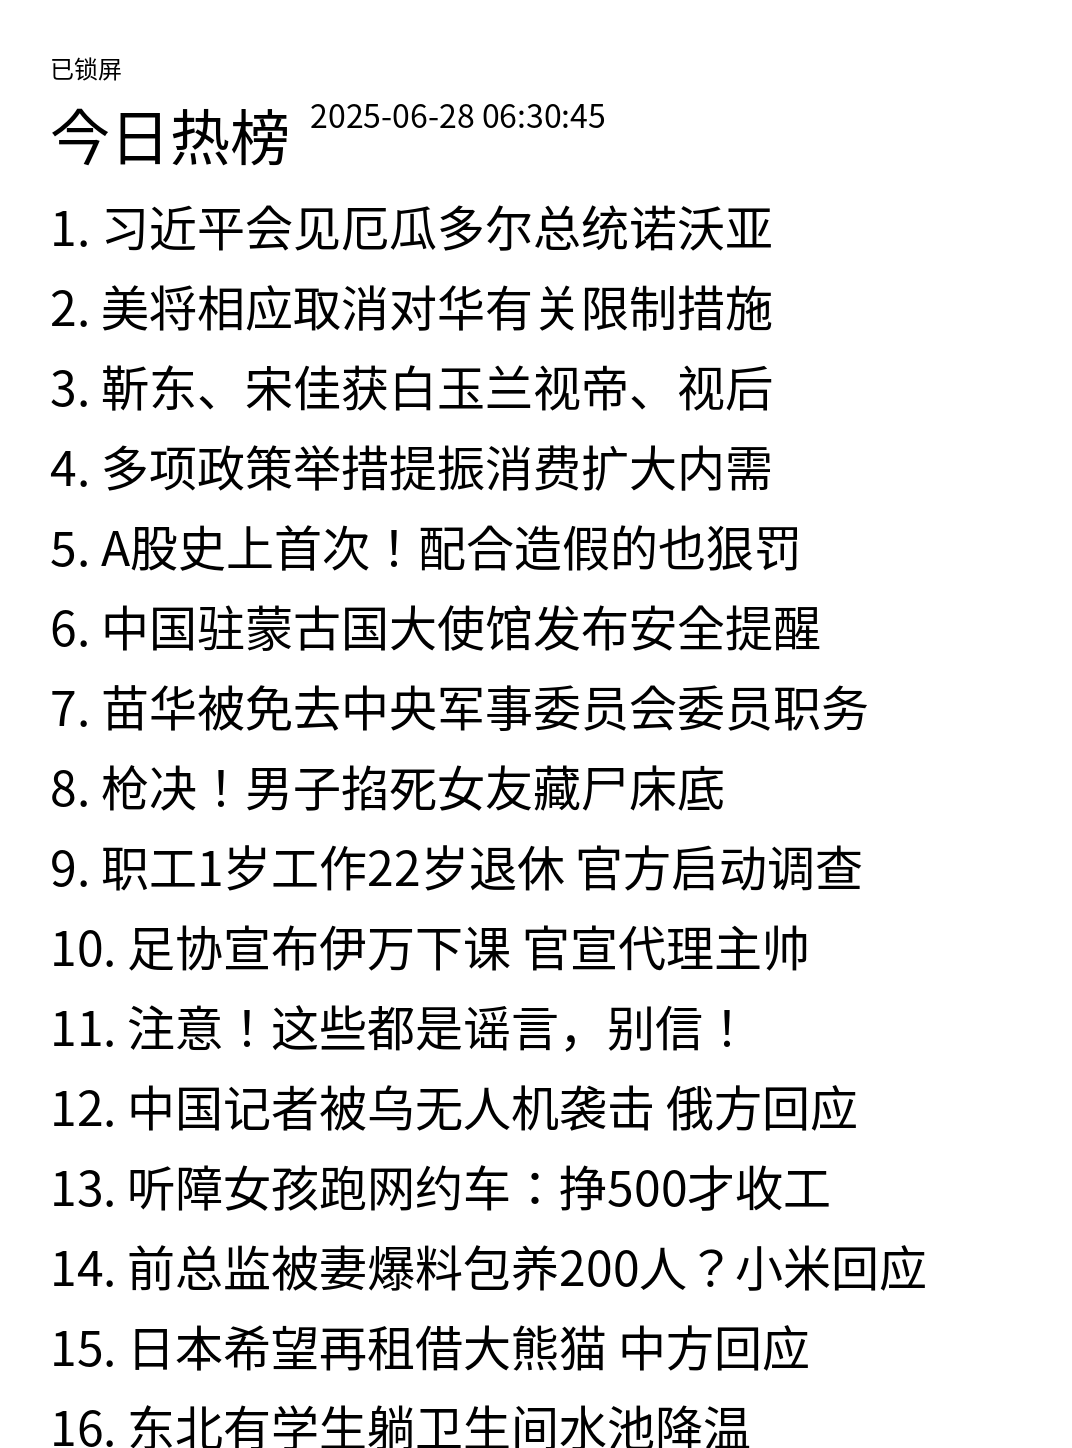 已锁屏
今日热榜 2025-06-28 06:30:45
1. 习近平会见厄瓜多尔总统诺沃亚
2. 美将相应取消对华有关限制措施
3. 靳东、宋佳获白玉兰视帝、视后
4. 多项政策举措提振消费扩大内需
5. A股史上首次！配合造假的也狠罚
6. 中国驻蒙古国大使馆发布安全提醒
7. 苗华被免去中央军事委员会委员职务
8. 枪决！男子掐死女友藏尸床底
9. 职工1岁工作22岁退休 官方启动调查
10. 足协宣布伊万下课 官宣代理主帅
11. 注意！这些都是谣言，别信！
12. 中国记者被乌无人机袭击 俄方回应
13. 听障女孩跑网约车：挣500才收工
14. 前总监被妻爆料包养200人？小米回应
15. 日本希望再租借大熊猫 中方回应
16. 东北有学生躺卫生间水池降温